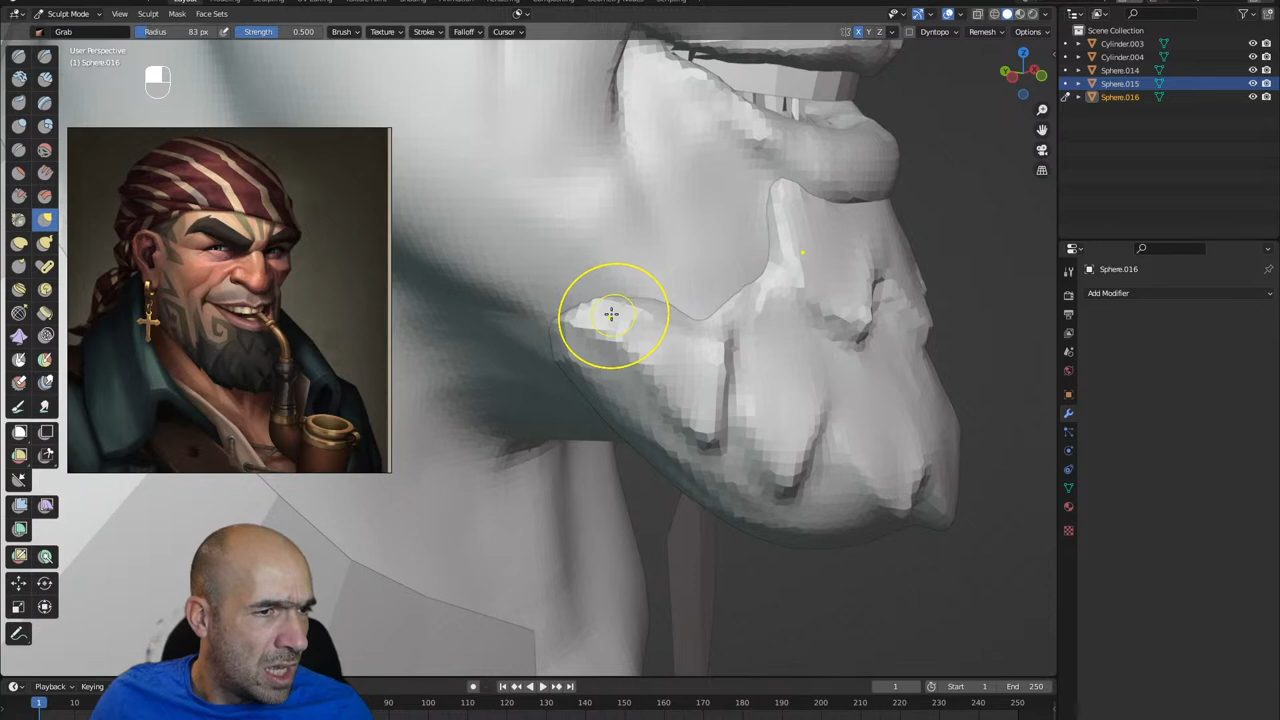 Sculpt Mode View Sculpt Mask Face Sets
Grab Radius 83 px Strength 0.500 Brush Texture Stroke Falloff Cursor X Y Z Dyntopo Remesh Options
User Perspective
(1) Sphere.016
Scene Collection
Cylinder.003
Cylinder.004
Sphere.014
Sphere.015
Sphere.016
Sphere.016
Add Modifier
Z
Y
Playback Keying
1 Start 1 End 250
1 90 100 110 120 130 140 150 160 170 180 190 200 210 220 230 240 250